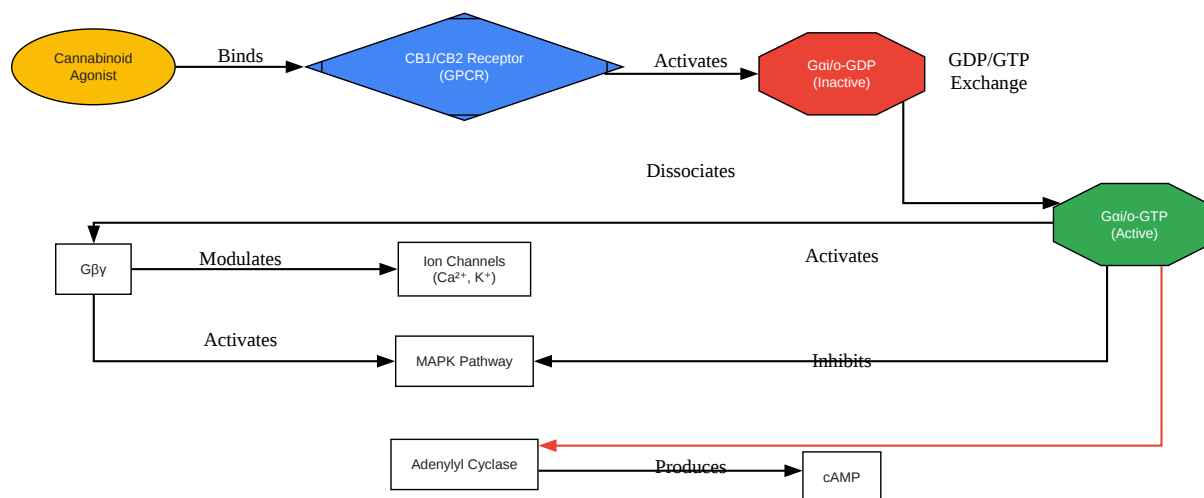 Cannabinoid
Agonist
Binds
CB1/CB2 Receptor
(GPCR)
Activates
Gαi/o-GDP
(Inactive)
GDP/GTP
Exchange
Dissociates
Gαi/o-GTP
(Active)
Gβγ
Modulates
Ion Channels
(Ca²⁺, K⁺)
Activates
Activates
MAPK Pathway
Inhibits
Adenylyl Cyclase
Produces
cAMP